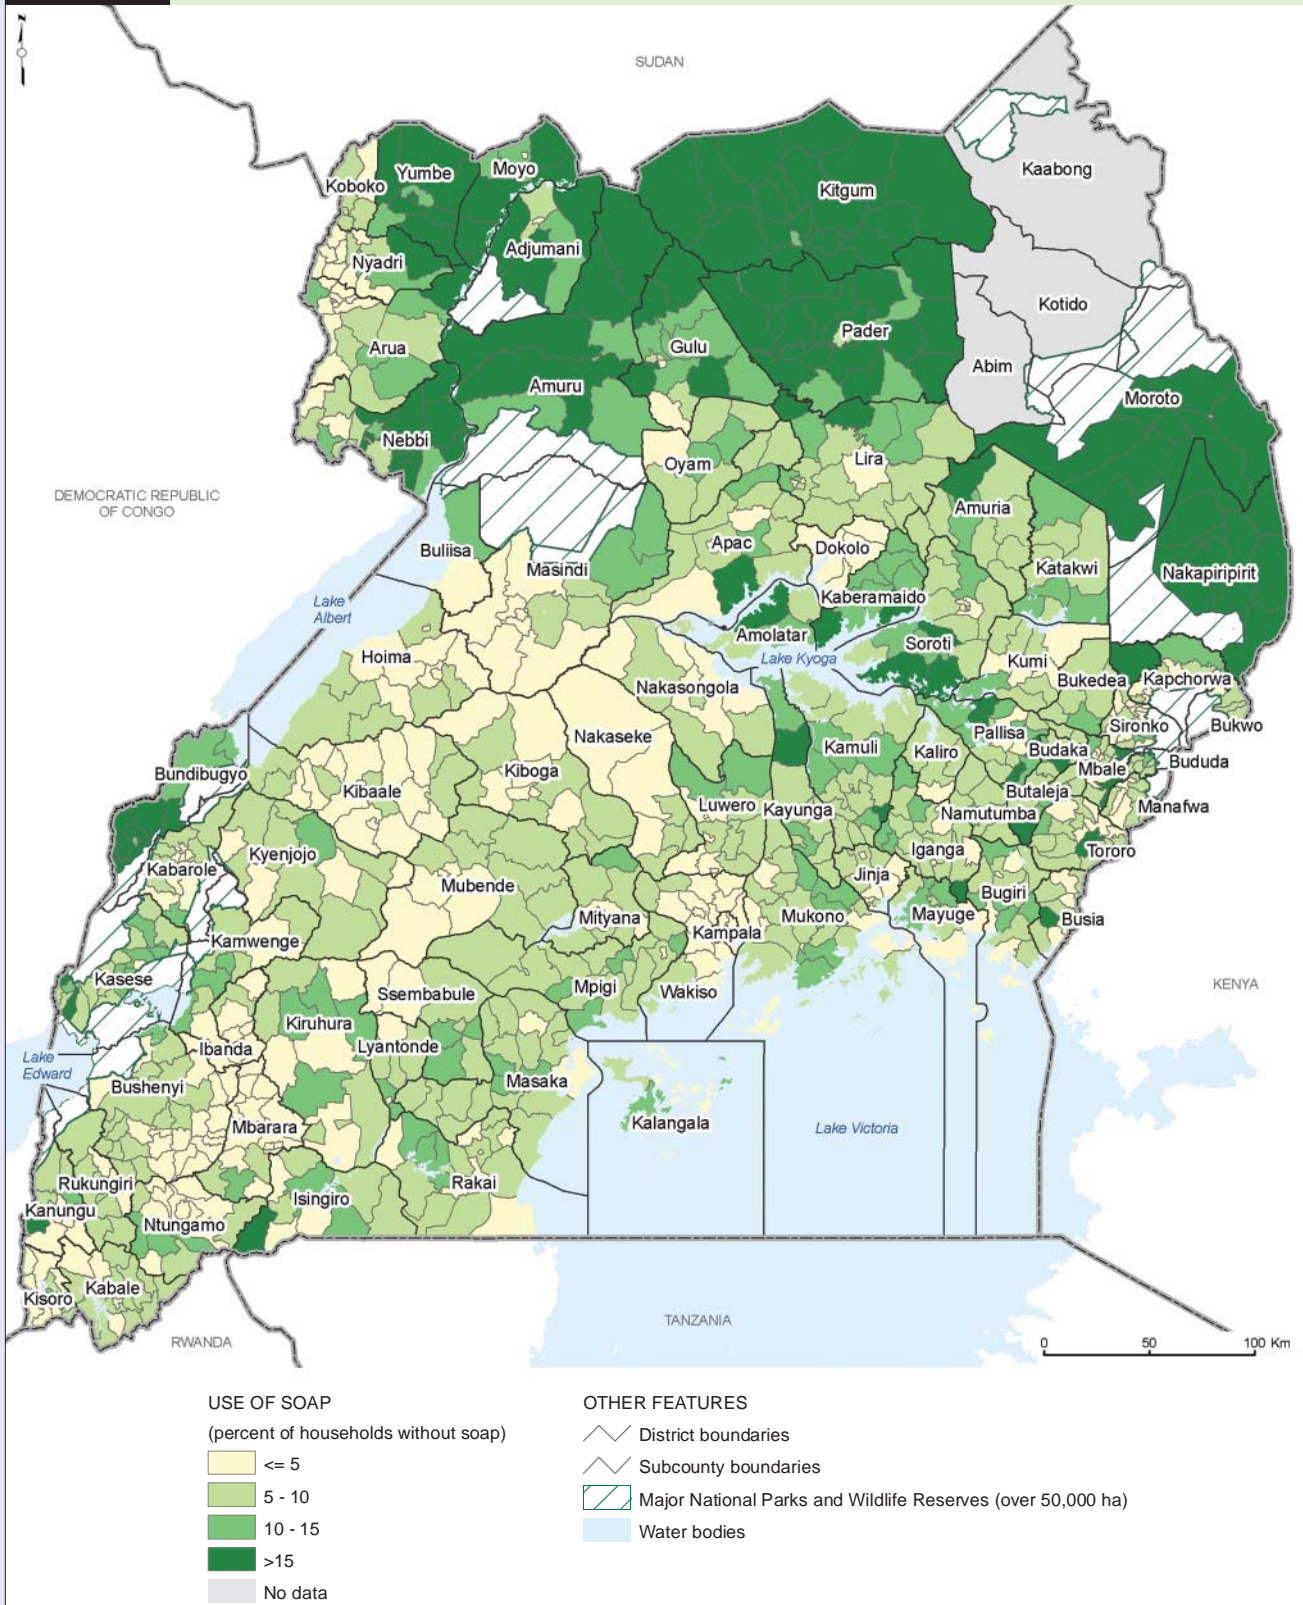 N
SUDAN
Kaabong
Koboko
Yumbe
Moyo
Kitgum
Adjumani
Nyadri
Kotido
Pader
Arua
Gulu
Abim
Amuru
Moroto
Nebbi
Oyam
Lira
DEMOCRATIC REPUBLIC
OF CONGO
Amuria
Buliisa
Apac
Dokolo
Masindi
Katakwi
Nakapiripirit
Lake
Albert
Kaberamaido
Amolatar
Soroti
Lake Kyoga
Hoima
Kumi
Bukedea
Kapchorwa
Nakasongola
Sironko
Bukwo
Nakaseke
Kamuli
Kaliro
Pallisa
Budaka
Bududa
Bundibugyo
Kiboga
Mbale
Kibaale
Butaleja
Manafwa
Luwero
Kayunga
Namutumba
Kyenjojo
Iganga
Tororo
Kabarole
Jinja
Mubende
Bugiri
Mityana
Mukono
Mayuge
Busia
Kamwenge
Kampala
Kasese
Ssembabule
Mpigi
Wakiso
KENYA
Kiruhura
Ibanda
Lyantonde
Lake
Edward
Bushenyi
Masaka
Mbarara
Kalangala
Lake Victoria
Rukungiri
Rakai
Isingiro
Kanungu
Ntungamo
Kabale
Kisoro
TANZANIA
RWANDA
0 50 100 Km
USE OF SOAP
(percent of households without soap)
<= 5
5 - 10
10 - 15
>15
No data
OTHER FEATURES
District boundaries
Subcounty boundaries
Major National Parks and Wildlife Reserves (over 50,000 ha)
Water bodies